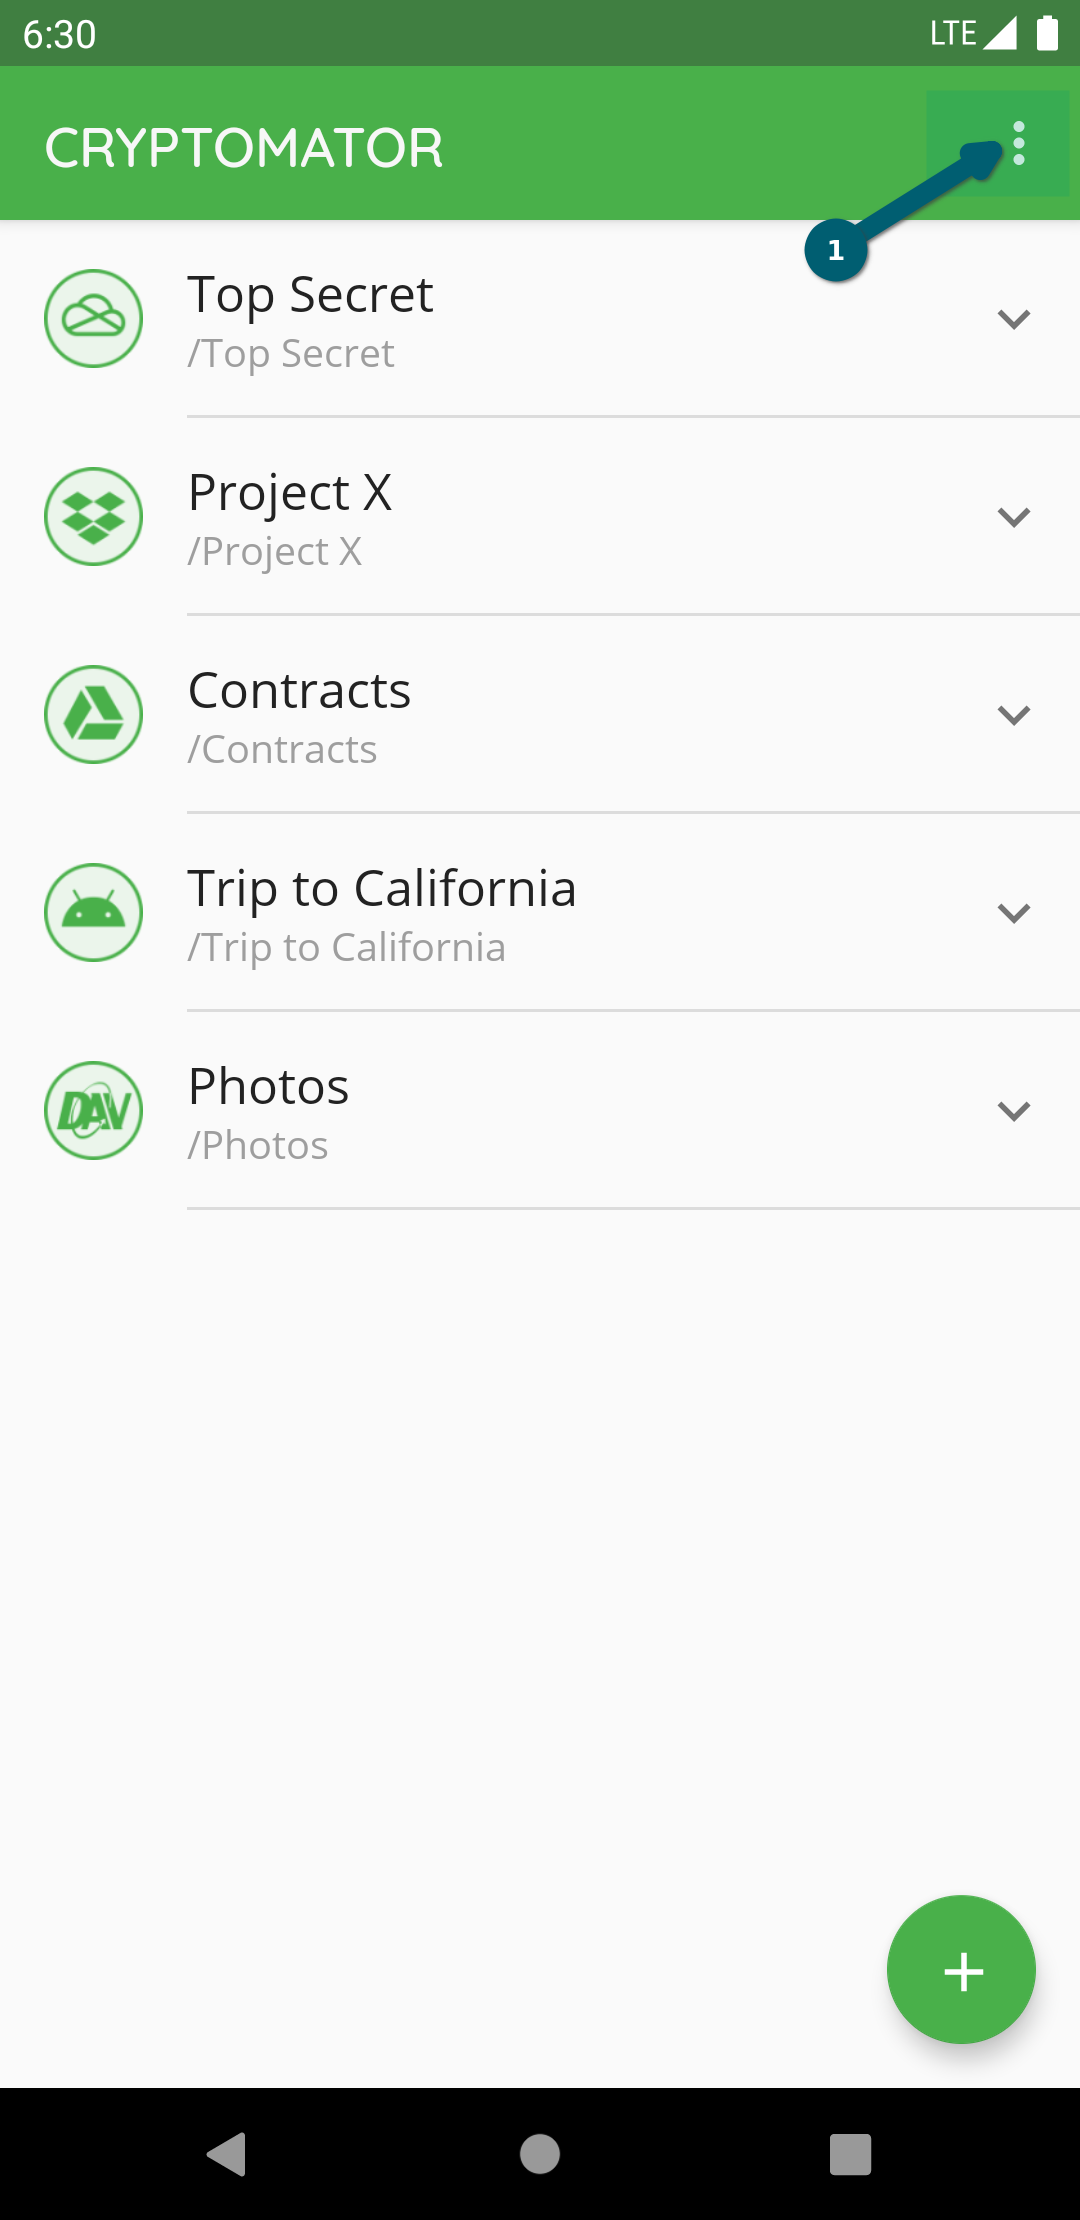 6:30
LTE
CRYPTOMATOR
1
Top Secret
/Top Secret
Project X
/Project X
Contracts
/Contracts
Trip to California
/Trip to California
DAV
Photos
/Photos